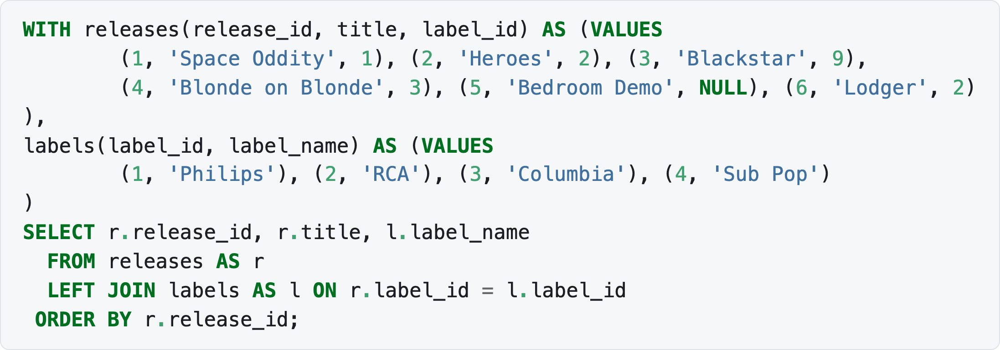 WITH releases(release_id, title, label_id) AS (VALUES
        (1, 'Space Oddity', 1), (2, 'Heroes', 2), (3, 'Blackstar', 9),
        (4, 'Blonde on Blonde', 3), (5, 'Bedroom Demo', NULL), (6, 'Lodger', 2)
),
labels(label_id, label_name) AS (VALUES
        (1, 'Philips'), (2, 'RCA'), (3, 'Columbia'), (4, 'Sub Pop')
)
SELECT r.release_id, r.title, l.label_name
  FROM releases AS r
  LEFT JOIN labels AS l ON r.label_id = l.label_id
 ORDER BY r.release_id;